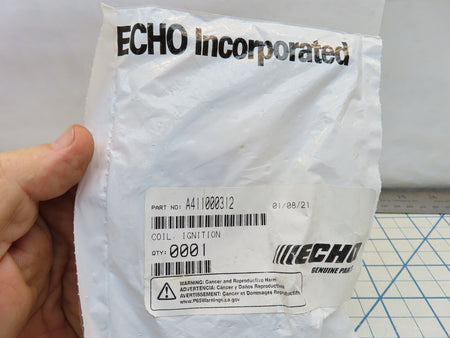 ECHO Incorporated
PART NO: A411000312 01/08/21
COIL. IGNITION
QTY: 0001
ECHO
GENUINE PARTS
WARNING: Cancer and Reproductive Harm
ADVERTENCIA: Cáncer y Daños Reproductivos
AVERTISSEMENT: Cancer et Dommages Reproductifs
www.P65Warnings.ca.gov